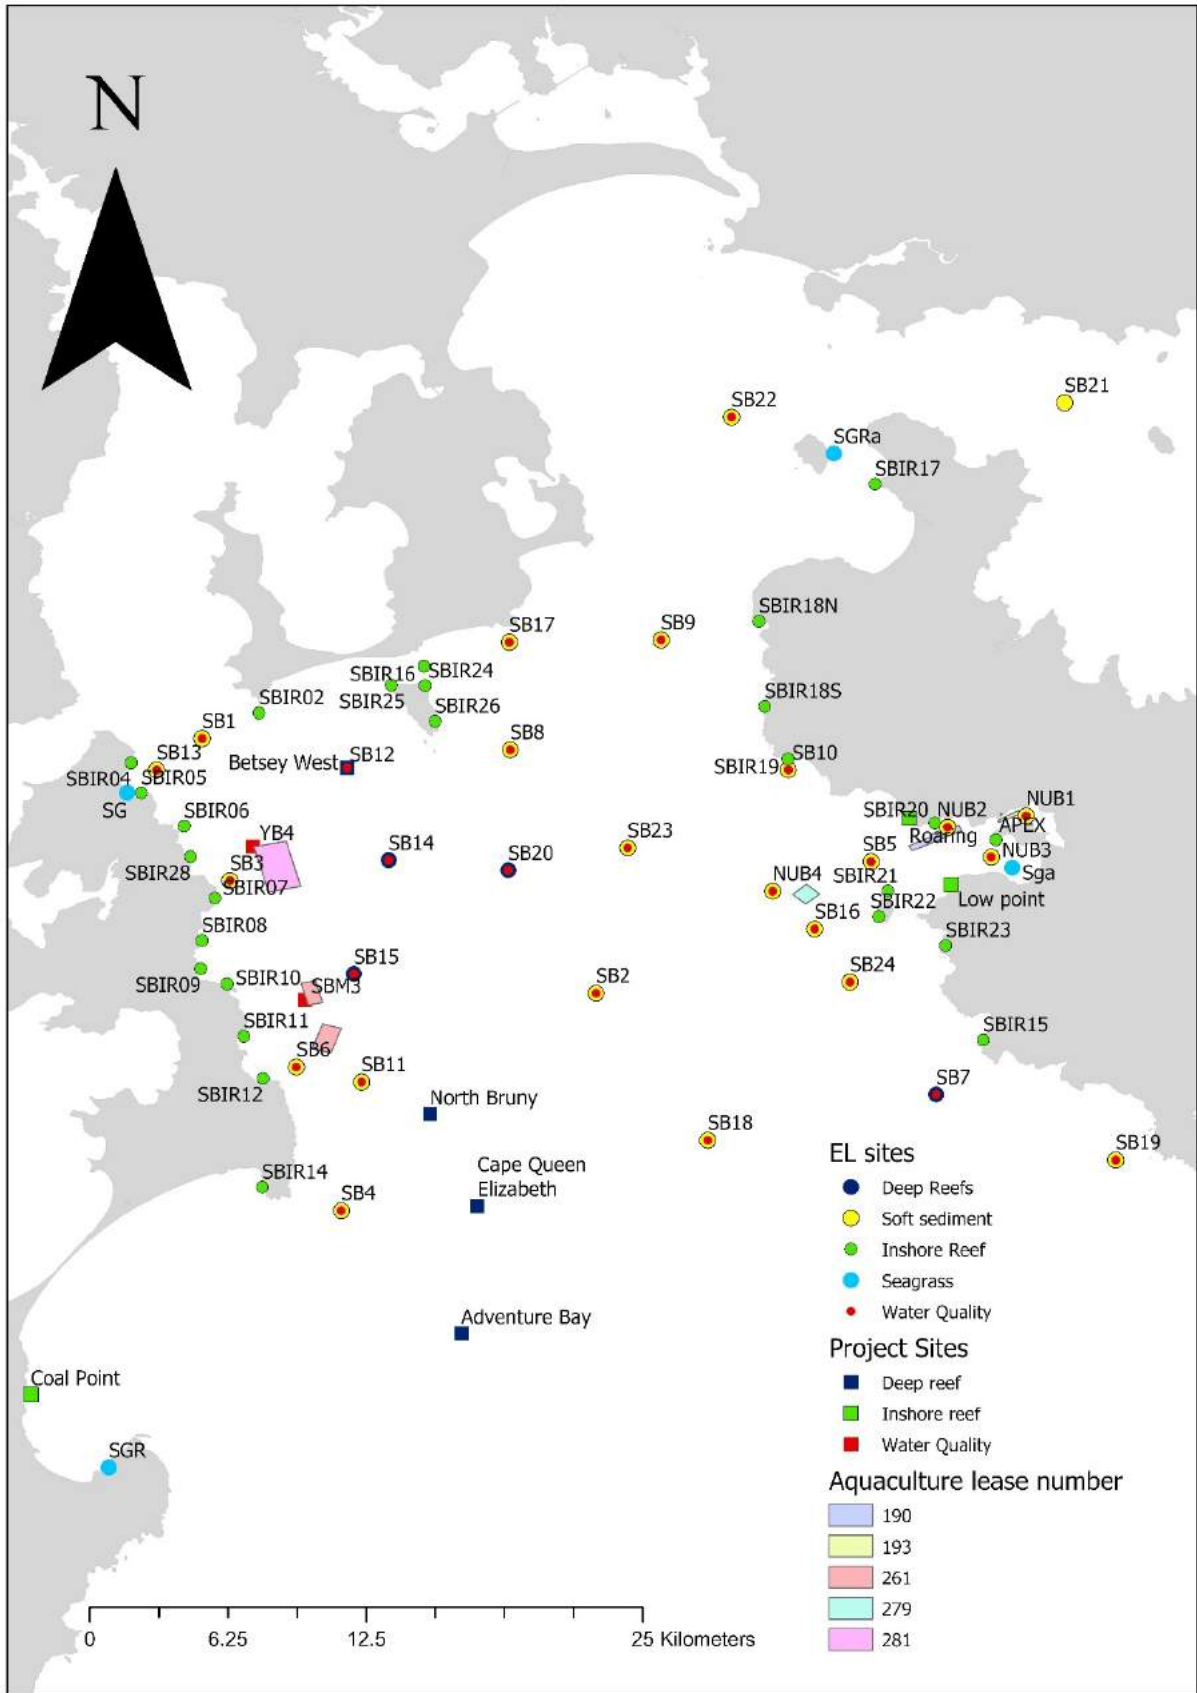 N
SB21
SB22
SGRa
SBIR17
SBIR18N
SB17
SB9
SBIR16
SBIR24
SBIR02
SBIR25
SBIR18S
SBIR26
SB1
SB8
SB13
Betsey West
SB12
SB10
SBIR19
SBIR04
SBIR05
SG
SBIR06
SBIR20
NUB2
NUB1
YB4
Roaring
APEX
SB14
SB20
SB23
SB5
NUB3
SBIR28
SB3
NUB4
SBIR21
Sga
SBIR07
Low point
SBIR22
SB16
SBIR08
SBIR23
SB15
SBIR09
SBIR10
SBM3
SB2
SB24
SBIR11
SBIR15
SB6
SB11
SBIR12
SB7
North Bruny
SB18
SB19
SBIR14
Cape Queen
Elizabeth
SB4
Adventure Bay
Coal Point
SGR
EL sites
Deep Reefs
Soft sediment
Inshore Reef
Seagrass
Water Quality
Project Sites
Deep reef
Inshore reef
Water Quality
Aquaculture lease number
190
193
261
279
281
0 6.25 12.5 25 Kilometers